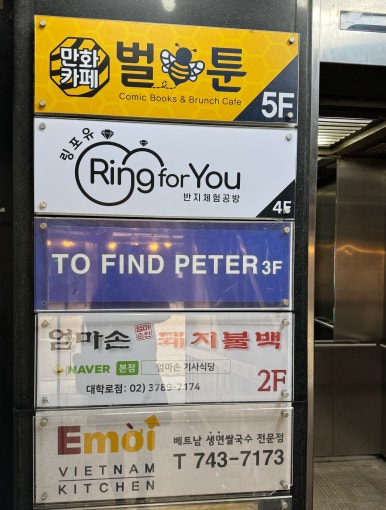 만화
카페
벌툰
Comic Books & Brunch Cafe
5F
링포유
Ring for You
반지체험공방
4F
TO FIND PETER 3F
엄마손 돼지불백
NAVER 본점 엄마손 기사식당
대학로점: 02) 3789-7174
2F
Emời
베트남 생면쌀국수 전문점
VIETNAM
KITCHEN
T 743-7173